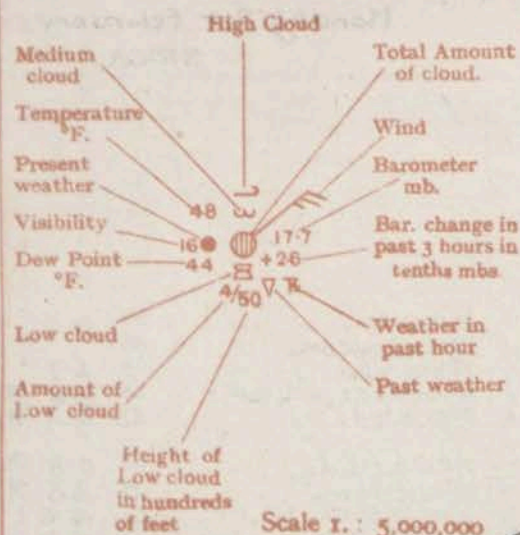 High Cloud
Medium
cloud
Total Amount
of cloud.
Temperature
°F.
Wind
Present
weather
Barometer
mb.
48
Visibility
16
17.7
Bar. change in
past 3 hours in
tenths mbs
Dew Point
°F.
44
+26
4/50
Low cloud
Weather in
past hour
Amount of
Low cloud
Past weather
Height of
Low cloud
in hundreds
of feet
Scale 1. : 5,000,000